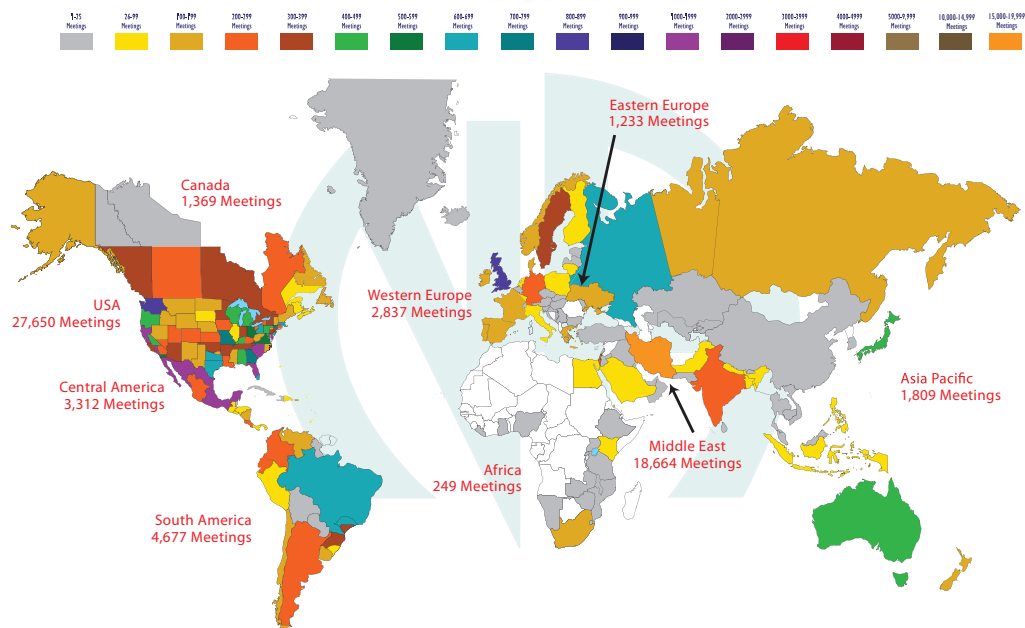 1-25 Meetings
26-99 Meetings
100-199 Meetings
200-299 Meetings
300-399 Meetings
400-499 Meetings
500-599 Meetings
600-699 Meetings
700-799 Meetings
800-899 Meetings
900-999 Meetings
1000-1999 Meetings
2000-2999 Meetings
3000-3999 Meetings
4000-4999 Meetings
5000-9,999 Meetings
10,000-14,999 Meetings
15,000-19,999 Meetings
Eastern Europe
1,233 Meetings
Canada
1,369 Meetings
USA
27,650 Meetings
Western Europe
2,837 Meetings
Central America
3,312 Meetings
Asia Pacific
1,809 Meetings
Middle East
18,664 Meetings
Africa
249 Meetings
South America
4,677 Meetings